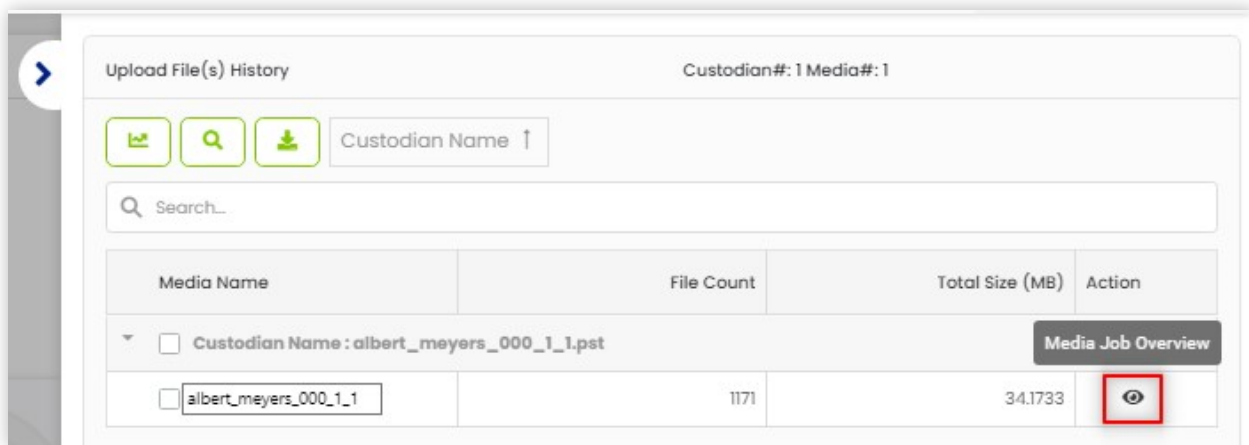 Upload File(s) History Custodian#: 1 Media#: 1
Custodian Name ↑
Search...
Media Name File Count Total Size (MB) Action
Custodian Name : albert_meyers_000_1_1.pst Media Job Overview
albert_meyers_000_1_1 1171 34.1733